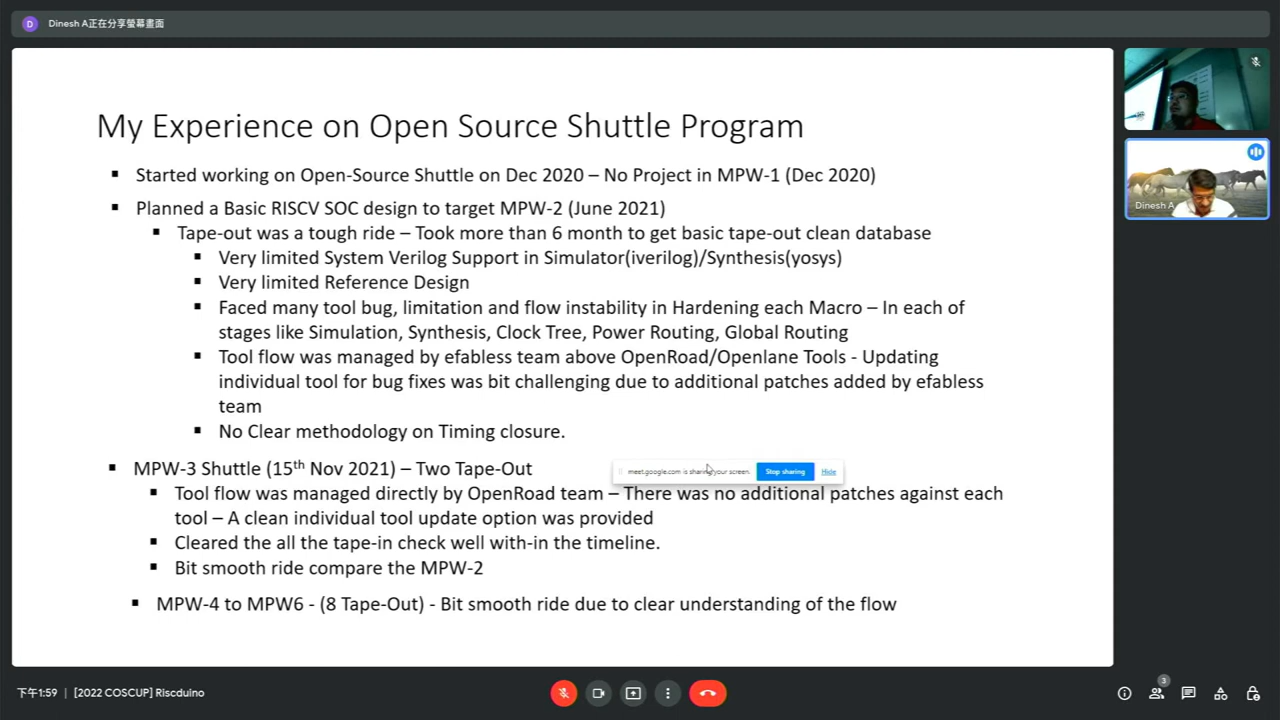 D Dinesh A正在分享螢幕畫面
My Experience on Open Source Shuttle Program
Started working on Open-Source Shuttle on Dec 2020 – No Project in MPW-1 (Dec 2020)
Planned a Basic RISCV SOC design to target MPW-2 (June 2021)
Tape-out was a tough ride – Took more than 6 month to get basic tape-out clean database
Very limited System Verilog Support in Simulator(iverilog)/Synthesis(yosys)
Very limited Reference Design
Faced many tool bug, limitation and flow instability in Hardening each Macro – In each of
stages like Simulation, Synthesis, Clock Tree, Power Routing, Global Routing
Tool flow was managed by efabless team above OpenRoad/Openlane Tools - Updating
individual tool for bug fixes was bit challenging due to additional patches added by efabless
team
No Clear methodology on Timing closure.
MPW-3 Shuttle (15th Nov 2021) – Two Tape-Out
meet.google.com is sharing your screen. Stop sharing Hide
Tool flow was managed directly by OpenRoad team – There was no additional patches against each
tool – A clean individual tool update option was provided
Cleared the all the tape-in check well with-in the timeline.
Bit smooth ride compare the MPW-2
MPW-4 to MPW6 - (8 Tape-Out) - Bit smooth ride due to clear understanding of the flow
Dinesh A
下午1:59 | [2022 COSCUP] Riscduino
3